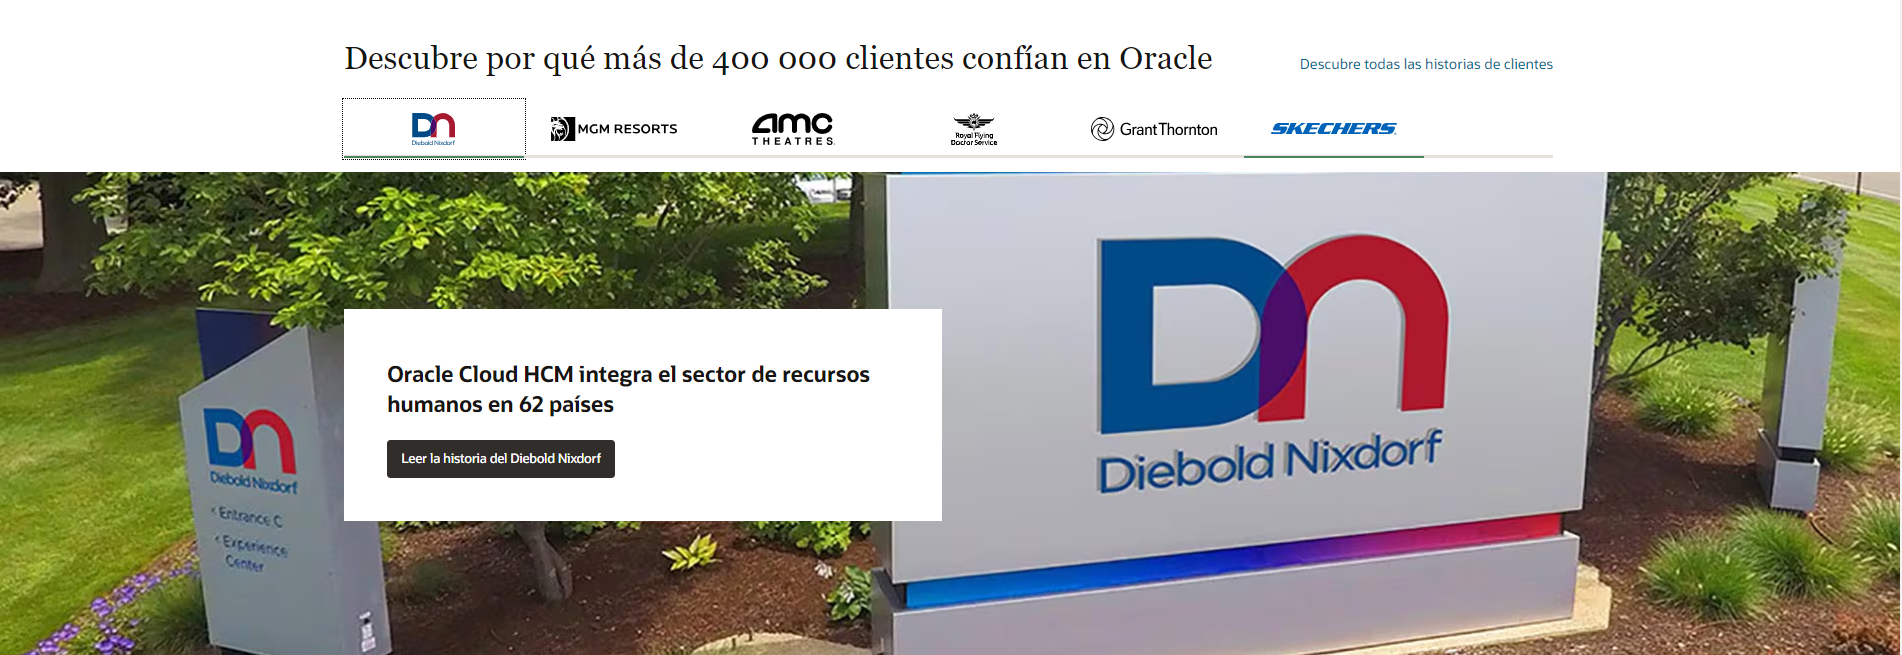 Descubre por qué más de 400 000 clientes confían en Oracle
Descubre todas las historias de clientes
DN
Diebold Nixdorf
MGM RESORTS
AMC
THEATRES
Royal Flying
Doctor Service
GrantThornton
SKECHERS
Oracle Cloud HCM integra el sector de recursos
humanos en 62 países
Leer la historia del Diebold Nixdorf
DN
Diebold Nixdorf
‹ Entrance C
‹ Experience
Center
DN
Diebold Nixdorf